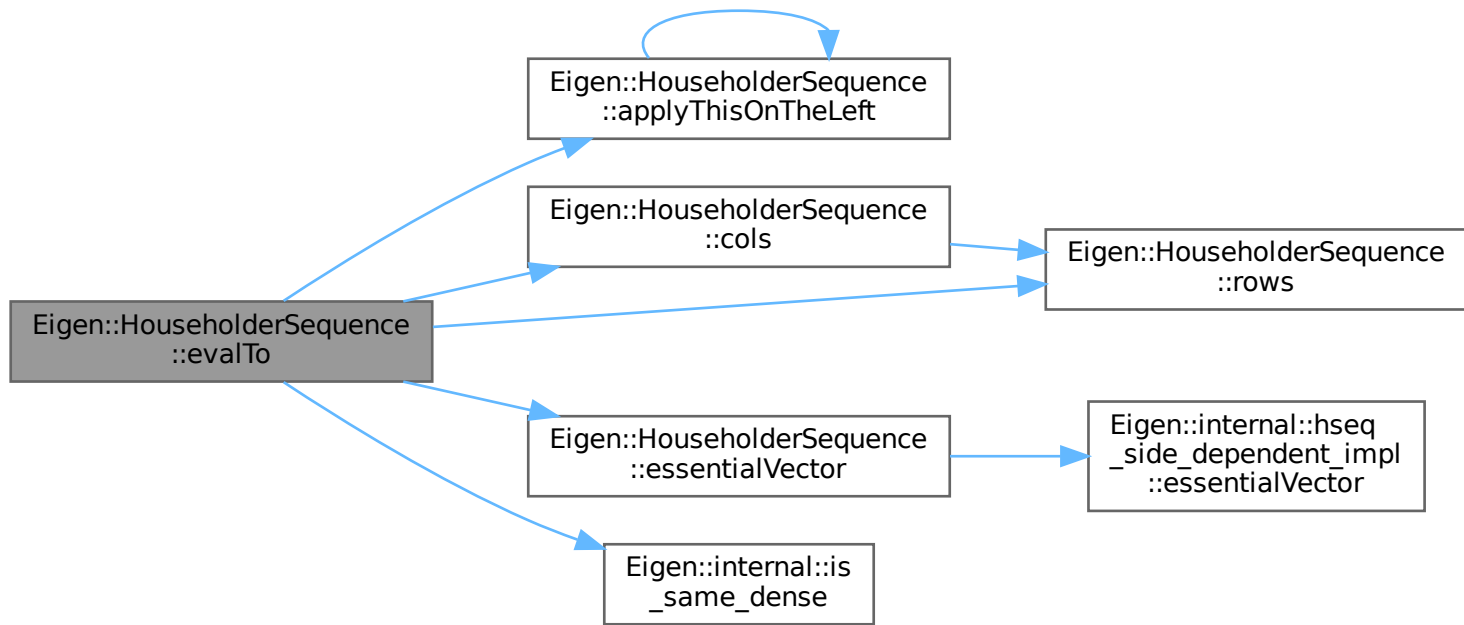 Eigen::HouseholderSequence
::evalTo
Eigen::HouseholderSequence
::applyThisOnTheLeft
Eigen::HouseholderSequence
::cols
Eigen::HouseholderSequence
::rows
Eigen::HouseholderSequence
::essentialVector
Eigen::internal::hseq
_side_dependent_impl
::essentialVector
Eigen::internal::is
_same_dense